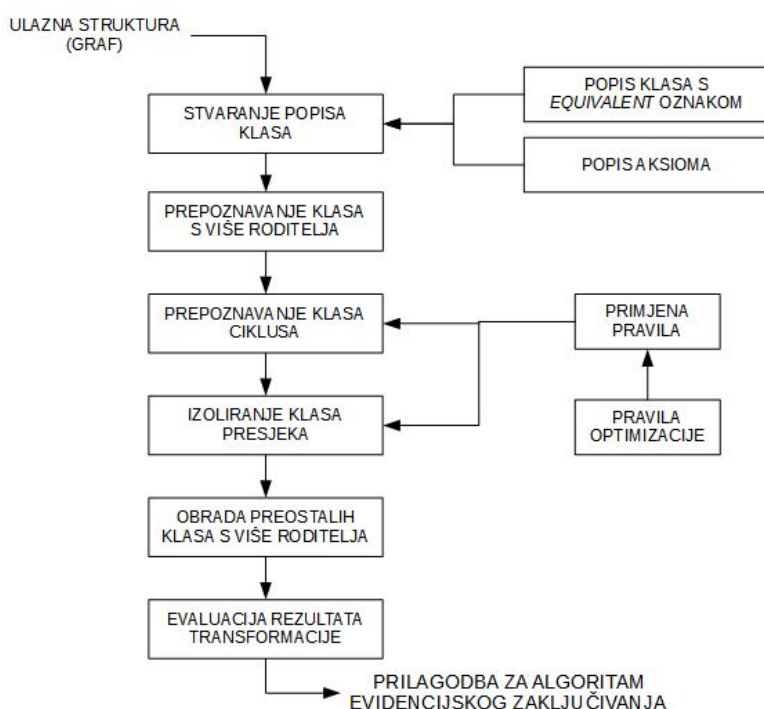 ULAZNA STRUKTURA
(GRAF)
POPIS KLASA S
EQUIVALENT OZNAKOM
STVARANJE POPISA
KLASA
POPIS AKSIOMA
PREPOZNAVANJE KLASA
S VIŠE RODITELJA
PREPOZNAVANJE KLASA
CIKLUSA
PRIMJENA
PRAVILA
IZOLIRANJE KLASA
PRESJEKA
PRAVILA
OPTIMIZACIJE
OBRADA PREOSTALIH
KLASA S VIŠE RODITELJA
EVALUACIJA REZULTATA
TRANSFORMACIJE
PRILAGODBA ZA ALGORITAM
EVIDENCIJSKOG ZAKLJUČIVANJA